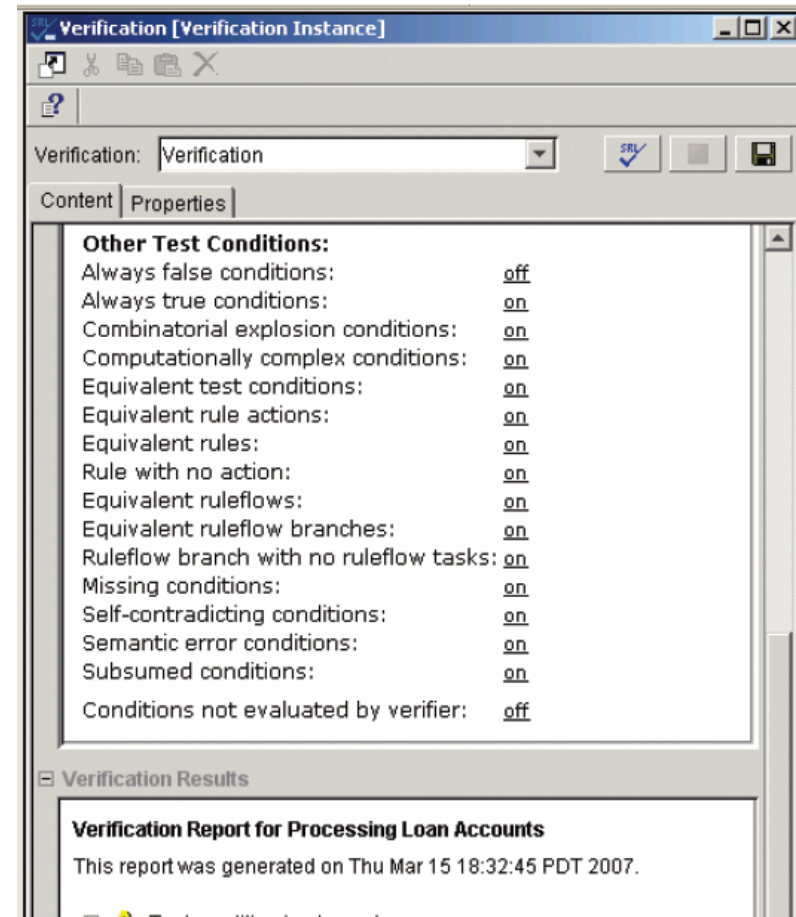 SRL Verification [Verification Instance]
Verification: Verification SRL
Content Properties
Other Test Conditions:
Always false conditions: off
Always true conditions: on
Combinatorial explosion conditions: on
Computationally complex conditions: on
Equivalent test conditions: on
Equivalent rule actions: on
Equivalent rules: on
Rule with no action: on
Equivalent ruleflows: on
Equivalent ruleflow branches: on
Ruleflow branch with no ruleflow tasks: on
Missing conditions: on
Self-contradicting conditions: on
Semantic error conditions: on
Subsumed conditions: on
Conditions not evaluated by verifier: off
Verification Results
Verification Report for Processing Loan Accounts
This report was generated on Thu Mar 15 18:32:45 PDT 2007.